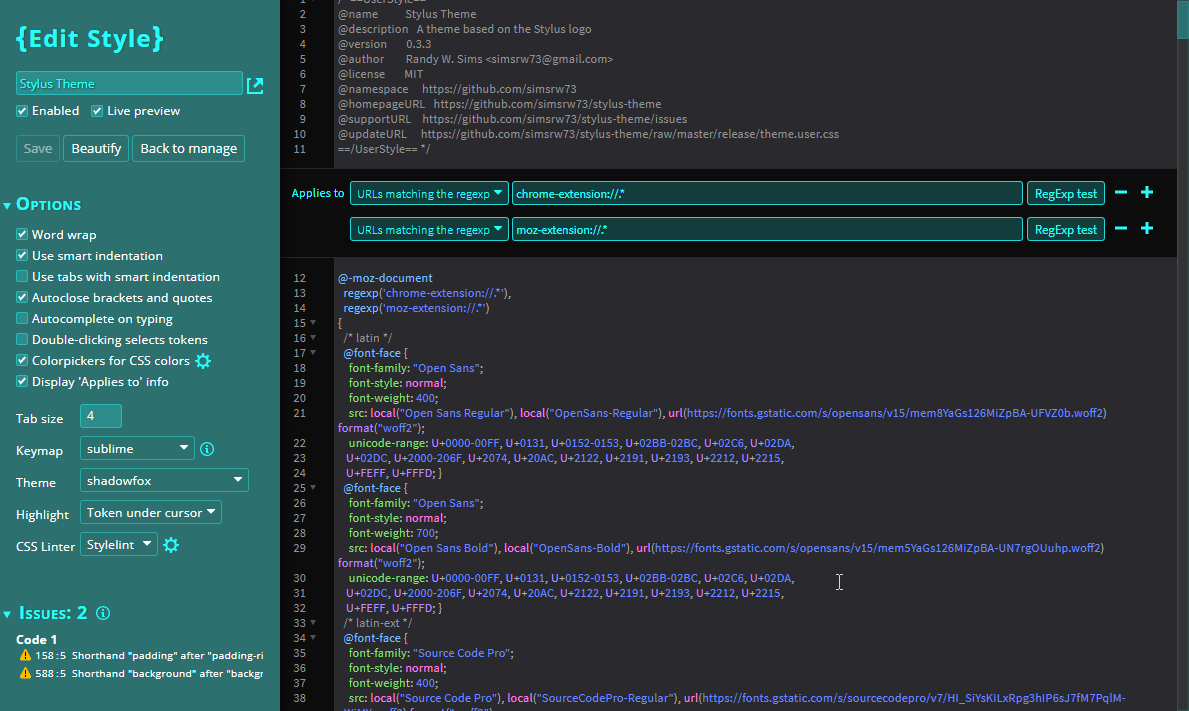 {Edit Style}
Stylus Theme
Enabled Live preview
Save Beautify Back to manage
Options
Word wrap
Use smart indentation
Use tabs with smart indentation
Autoclose brackets and quotes
Autocomplete on typing
Double-clicking selects tokens
Colorpickers for CSS colors
Display 'Applies to' info
Tab size 4
Keymap sublime
Theme shadowfox
Highlight Token under cursor
CSS Linter Stylelint
Issues: 2
Code 1
158:5 Shorthand "padding" after "padding-ri
588:5 Shorthand "background" after "backgr
1 /* ==UserStyle==
2 @name Stylus Theme
3 @description A theme based on the Stylus logo
4 @version 0.3.3
5 @author Randy W. Sims <simsrw73@gmail.com>
6 @license MIT
7 @namespace https://github.com/simsrw73
8 @homepageURL https://github.com/simsrw73/stylus-theme
9 @supportURL https://github.com/simsrw73/stylus-theme/issues
10 @updateURL https://github.com/simsrw73/stylus-theme/raw/master/release/theme.user.css
11 ==/UserStyle== */
Applies to URLs matching the regexp chrome-extension://.* RegExp test
URLs matching the regexp moz-extension://.* RegExp test
12 @-moz-document
13 regexp('chrome-extension://.*'),
14 regexp('moz-extension://.*')
15 {
16 /* latin */
17 @font-face {
18 font-family: "Open Sans";
19 font-style: normal;
20 font-weight: 400;
21 src: local("Open Sans Regular"), local("OpenSans-Regular"), url(https://fonts.gstatic.com/s/opensans/v15/mem8YaGs126MiZpBA-UFVZ0b.woff2)
format("woff2");
22 unicode-range: U+0000-00FF, U+0131, U+0152-0153, U+02BB-02BC, U+02C6, U+02DA,
23 U+02DC, U+2000-206F, U+2074, U+20AC, U+2122, U+2191, U+2193, U+2212, U+2215,
24 U+FEFF, U+FFFD; }
25 @font-face {
26 font-family: "Open Sans";
27 font-style: normal;
28 font-weight: 700;
29 src: local("Open Sans Bold"), local("OpenSans-Bold"), url(https://fonts.gstatic.com/s/opensans/v15/mem5YaGs126MiZpBA-UN7rgOUuhp.woff2)
format("woff2");
30 unicode-range: U+0000-00FF, U+0131, U+0152-0153, U+02BB-02BC, U+02C6, U+02DA,
31 U+02DC, U+2000-206F, U+2074, U+20AC, U+2122, U+2191, U+2193, U+2212, U+2215,
32 U+FEFF, U+FFFD; }
33 /* latin-ext */
34 @font-face {
35 font-family: "Source Code Pro";
36 font-style: normal;
37 font-weight: 400;
38 src: local("Source Code Pro"), local("SourceCodePro-Regular"), url(https://fonts.gstatic.com/s/sourcecodepro/v7/HI_SiYsKILxRpg3hIP6sJ7fM7PqlM-